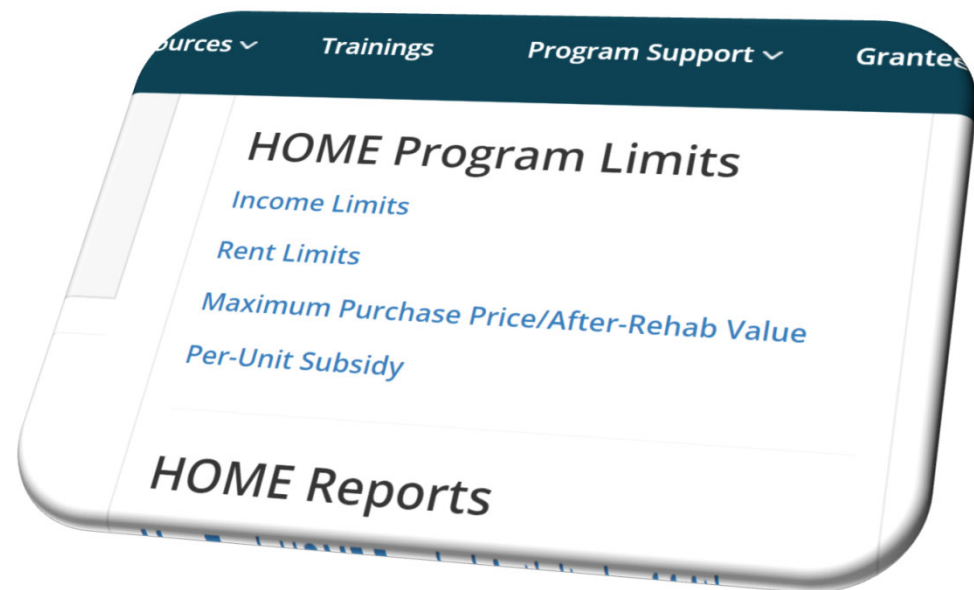 ources Trainings Program Support Grantee
HOME Program Limits
Income Limits
Rent Limits
Maximum Purchase Price/After-Rehab Value
Per-Unit Subsidy
HOME Reports